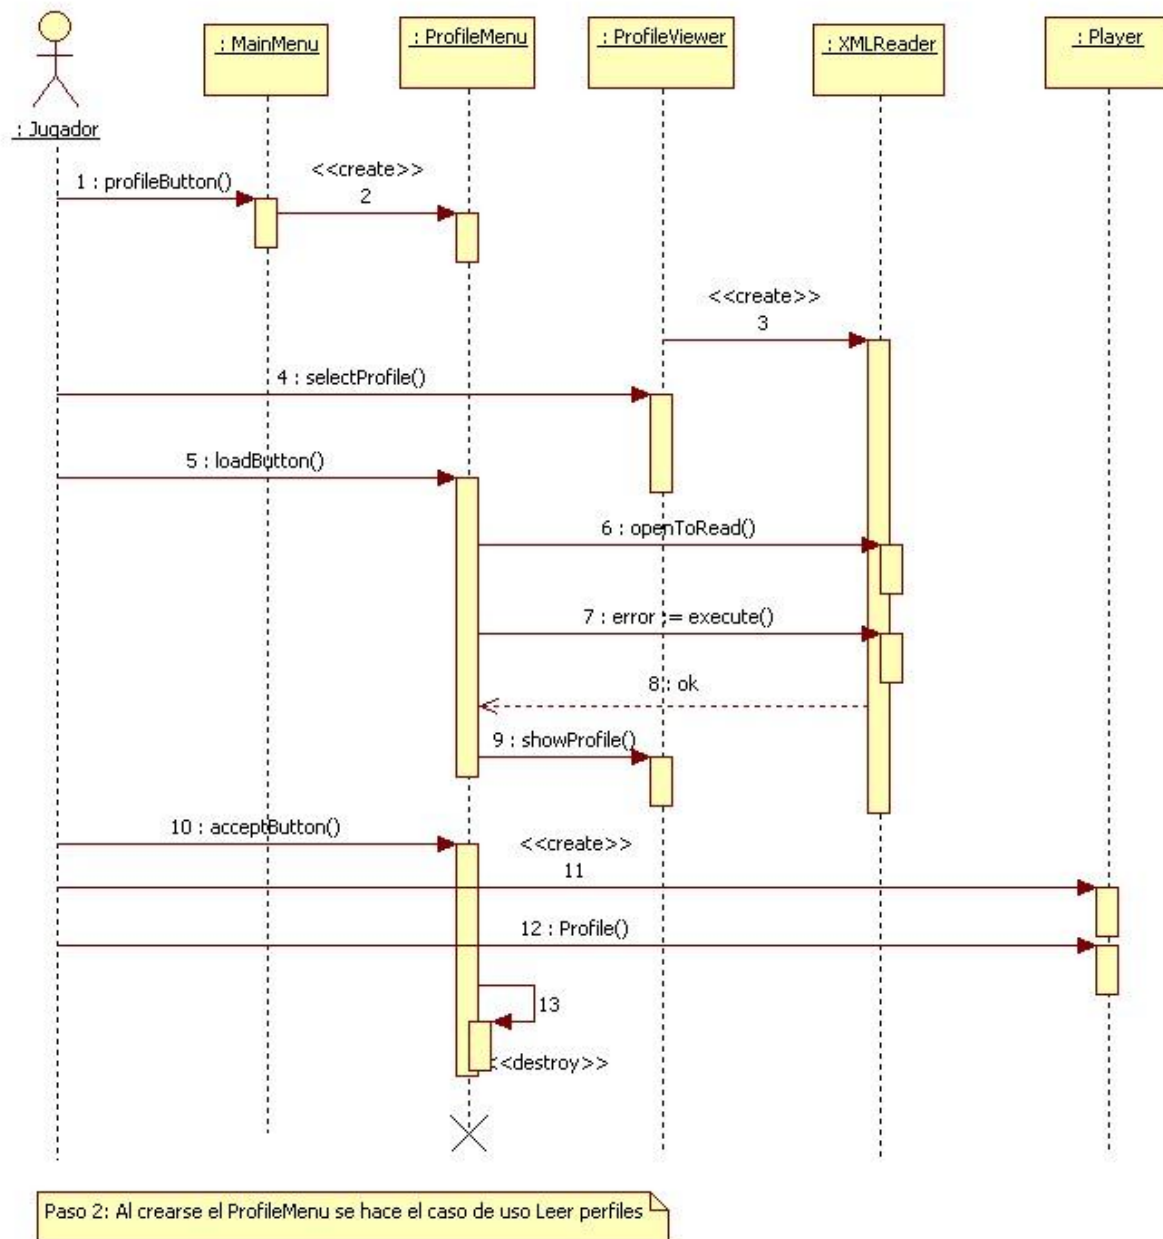 : MainMenu
: ProfileMenu
: ProfileViewer
: XMLReader
: Player
: Jugador
1 : profileButton()
<<create>>
2
<<create>>
3
4 : selectProfile()
5 : loadButton()
6 : openToRead()
7 : error := execute()
8 : ok
9 : showProfile()
10 : acceptButton()
<<create>>
11
12 : Profile()
13
<<destroy>>
Paso 2: Al crearse el ProfileMenu se hace el caso de uso Leer perfiles